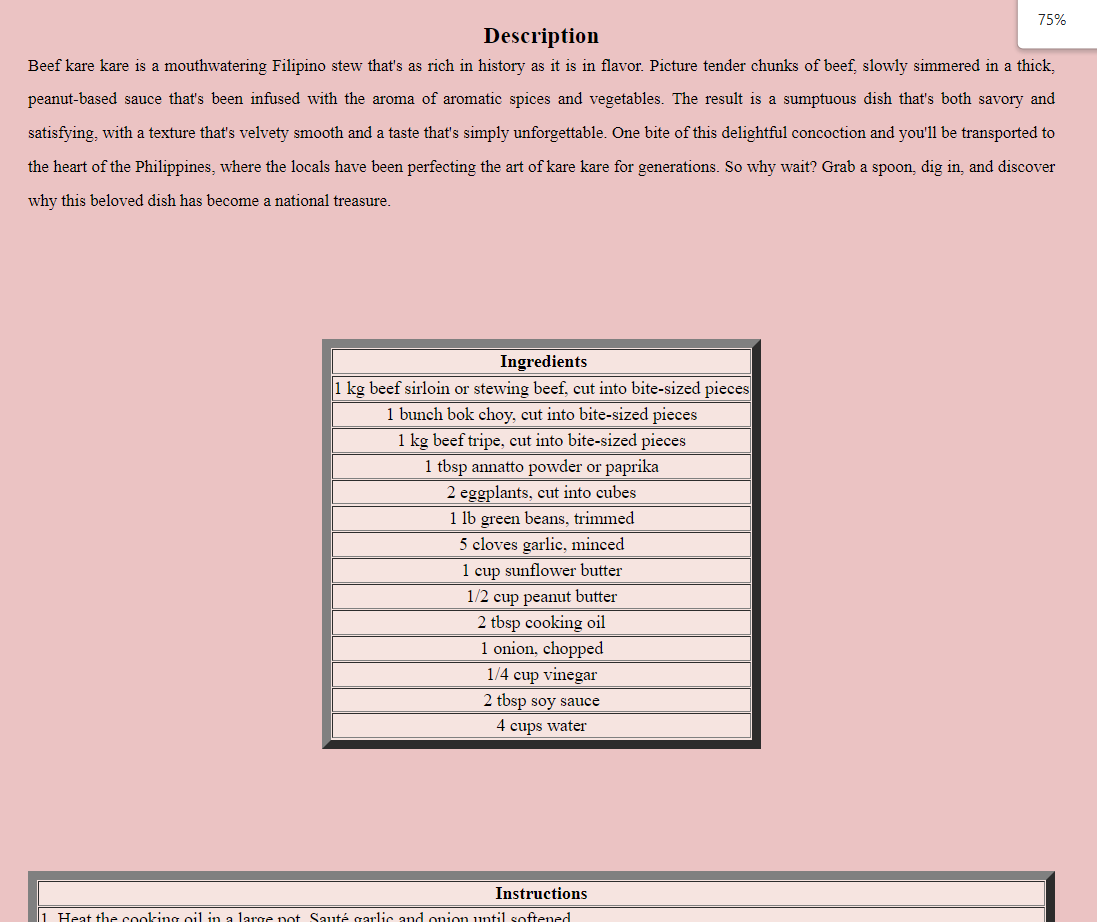 75%
Description
Beef kare kare is a mouthwatering Filipino stew that's as rich in history as it is in flavor. Picture tender chunks of beef, slowly simmered in a thick,
peanut-based sauce that's been infused with the aroma of aromatic spices and vegetables. The result is a sumptuous dish that's both savory and
satisfying, with a texture that's velvety smooth and a taste that's simply unforgettable. One bite of this delightful concoction and you'll be transported to
the heart of the Philippines, where the locals have been perfecting the art of kare kare for generations. So why wait? Grab a spoon, dig in, and discover
why this beloved dish has become a national treasure.
Ingredients
1 kg beef sirloin or stewing beef, cut into bite-sized pieces
1 bunch bok choy, cut into bite-sized pieces
1 kg beef tripe, cut into bite-sized pieces
1 tbsp annatto powder or paprika
2 eggplants, cut into cubes
1 lb green beans, trimmed
5 cloves garlic, minced
1 cup sunflower butter
1/2 cup peanut butter
2 tbsp cooking oil
1 onion, chopped
1/4 cup vinegar
2 tbsp soy sauce
4 cups water
Instructions
1. Heat the cooking oil in a large pot. Sauté garlic and onion until softened.